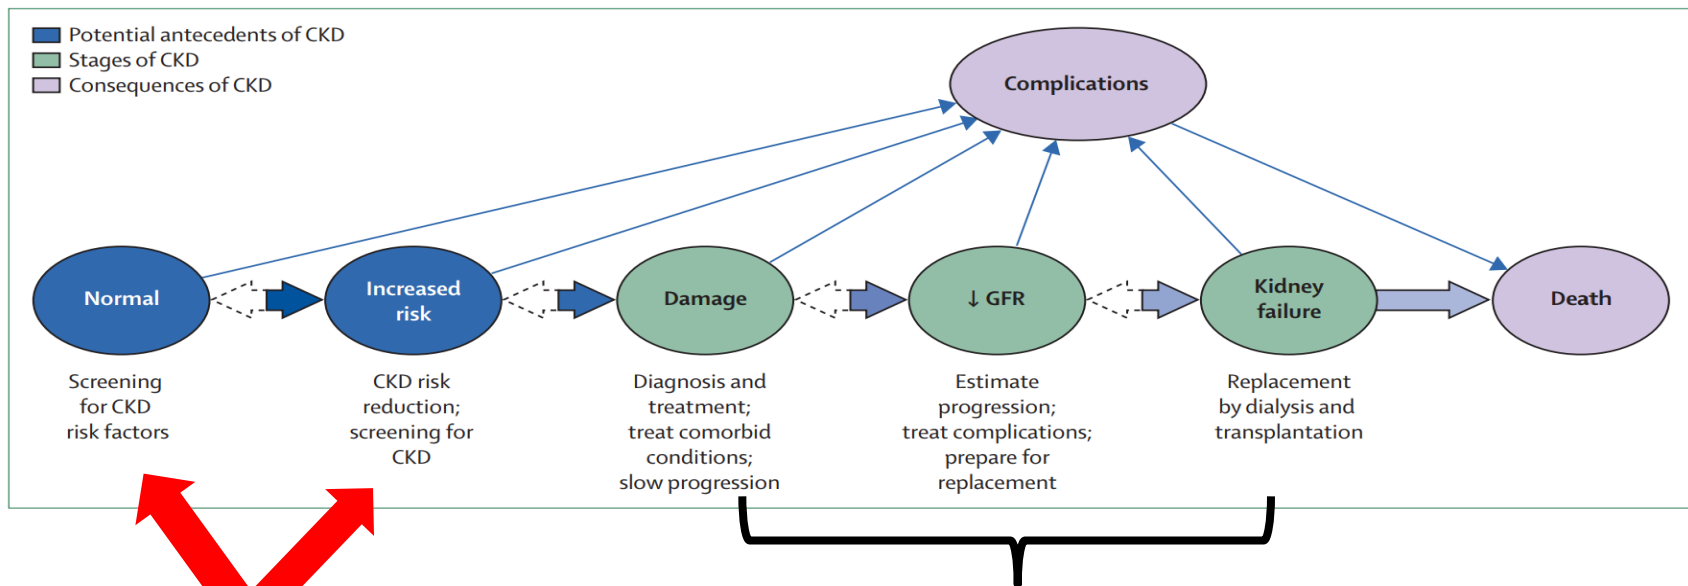 Potential antecedents of CKD
Stages of CKD
Consequences of CKD
Complications
Normal
Increased
risk
Damage
↓ GFR
Kidney
failure
Death
Screening
for CKD
risk factors
CKD risk
reduction;
screening for
CKD
Diagnosis and
treatment;
treat comorbid
conditions;
slow progression
Estimate
progression;
treat complications;
prepare for
replacement
Replacement
by dialysis and
transplantation